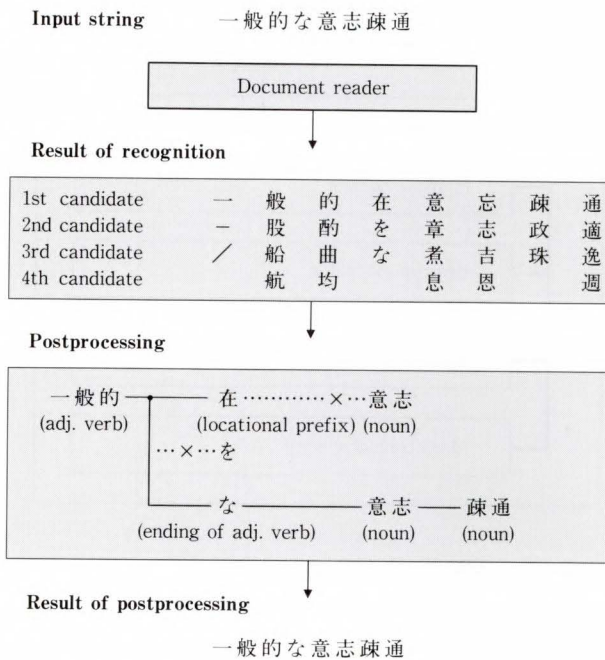 Input string 一般的な意志疎通
Document reader
Result of recognition
1st candidate 一 般 的 在 意 忘 疎 通
2nd candidate − 股 酌 を 章 志 政 適
3rd candidate ／ 船 曲 な 煮 吉 珠 逸
4th candidate 航 均 息 恩 週
Postprocessing
一般的 在 …………×…意志
(adj. verb) (locational prefix) (noun)
…×…を
な 意志 疎通
(ending of adj. verb) (noun) (noun)
Result of postprocessing
一般的な意志疎通